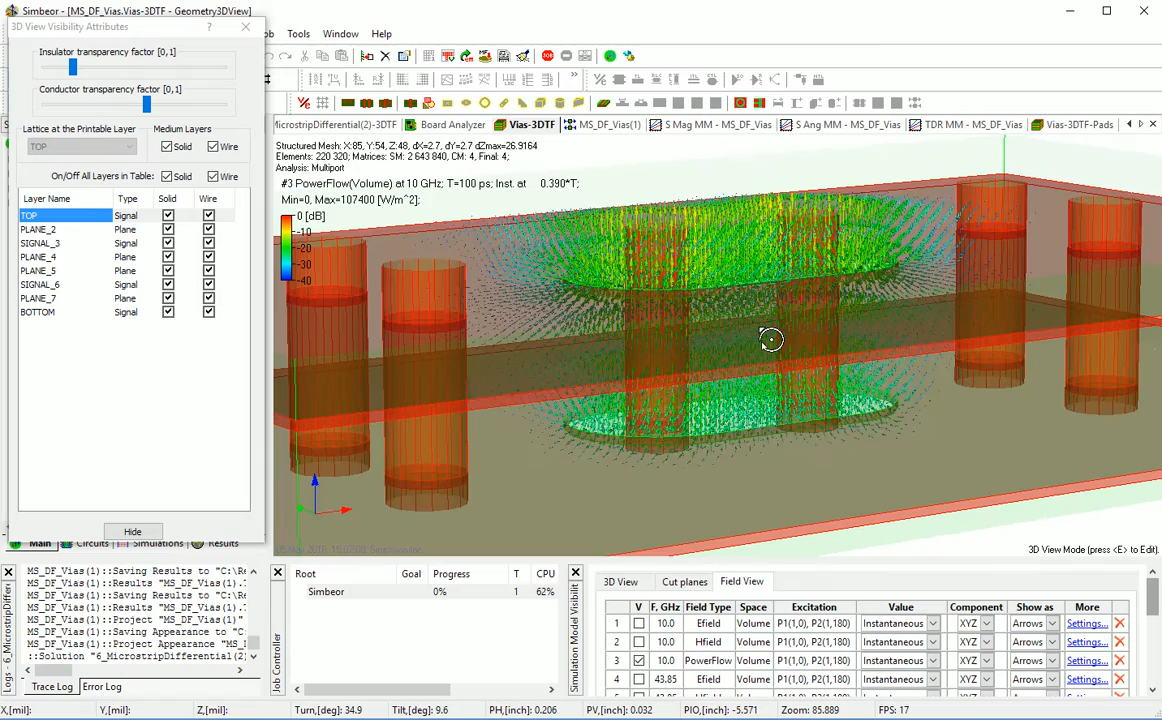 Simbeor - [MS_DF_Vias.Vias-3DTF - Geometry3DView]
3D View Visibility Attributes
?
Tools Window Help
Insulator transparency factor [0,1]
Conductor transparency factor [0,1]
Lattice at the Printable Layer Medium Layers
TOP Solid Wire
On/Off All Layers in Table: Solid Wire
Layer Name Type Solid Wire
TOP Signal
PLANE_2 Plane
SIGNAL_3 Signal
PLANE_4 Plane
PLANE_5 Plane
SIGNAL_6 Signal
PLANE_7 Plane
BOTTOM Signal
Hide
Main Circuits Simulations Results
MicrostripDifferential(2)-3DTF Board Analyzer Vias-3DTF MS_DF_Vias(1) S Mag MM - MS_DF_Vias S Ang MM - MS_DF_Vias TDR MM - MS_DF_Vias Vias-3DTF-Pads
Structured Mesh: X:85, Y:54, Z:48, dX=2.7, dY=2.7 dZmax=26.9164
Elements: 220 320; Matrices: SM: 2 643 840, CM: 4, Final: 4;
Analysis: Multiport
#3 PowerFlow(Volume) at 10 GHz; T=100 ps; Inst. at 0.390*T;
Min=0, Max=107400 [W/m^2];
0 [dB]
-10
-20
-30
-40
3D View Mode (press <E> to Edit).
MS_DF_Vias(1)::Saving Results to "C:\Re
MS_DF_Vias(1)::Results "MS_DF_Vias(1).
MS_DF_Vias(1)::Saving Results to "C:\Re
MS_DF_Vias(1)::Results "MS_DF_Vias(1).T
MS_DF_Vias(1)::Project "MS_DF_Vias(1)"
MS_DF_Vias(1)::Saving Appearance to "C:
MS_DF_Vias(1)::Project Appearance "MS_D
::Solution "6_MicrostripDifferential(2)
Trace Log Error Log
Logs - 6_MicrostripDiffer
Root Goal Progress T CPU
Simbeor 0% 1 62%
Job Controller
Simulation Model Visibilit
3D View Cut planes Field View
V F, GHz Field Type Space Excitation Value Component Show as More
1 10.0 Efield Volume P1(1,0), P2(1,180) Instantaneous XYZ Arrows Settings...
2 10.0 Hfield Volume P1(1,0), P2(1,180) Instantaneous XYZ Arrows Settings...
3 10.0 PowerFlow Volume P1(1,0), P2(1,180) Instantaneous XYZ Arrows Settings...
4 43.85 Efield Volume P1(1,0), P2(1,180) Instantaneous XYZ Arrows Settings...
X,[mil]: Y,[mil]: Z,[mil]: Turn,[deg]: 34.9 Tilt,[deg]: 9.6 PH,[inch]: 0.206 PV,[inch]: 0.032 PIO,[inch]: -5.571 Zoom: 85.889 FPS: 17